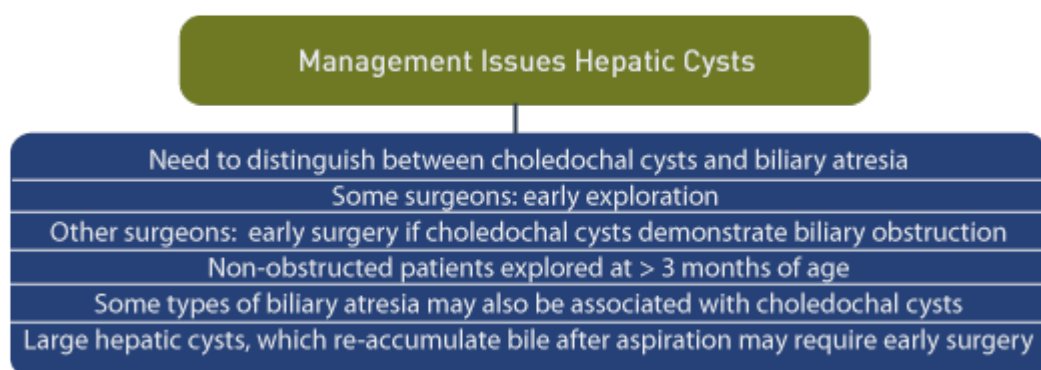 Management Issues Hepatic Cysts
Need to distinguish between choledochal cysts and biliary atresia
Some surgeons: early exploration
Other surgeons: early surgery if choledochal cysts demonstrate biliary obstruction
Non-obstructed patients explored at > 3 months of age
Some types of biliary atresia may also be associated with choledochal cysts
Large hepatic cysts, which re-accumulate bile after aspiration may require early surgery